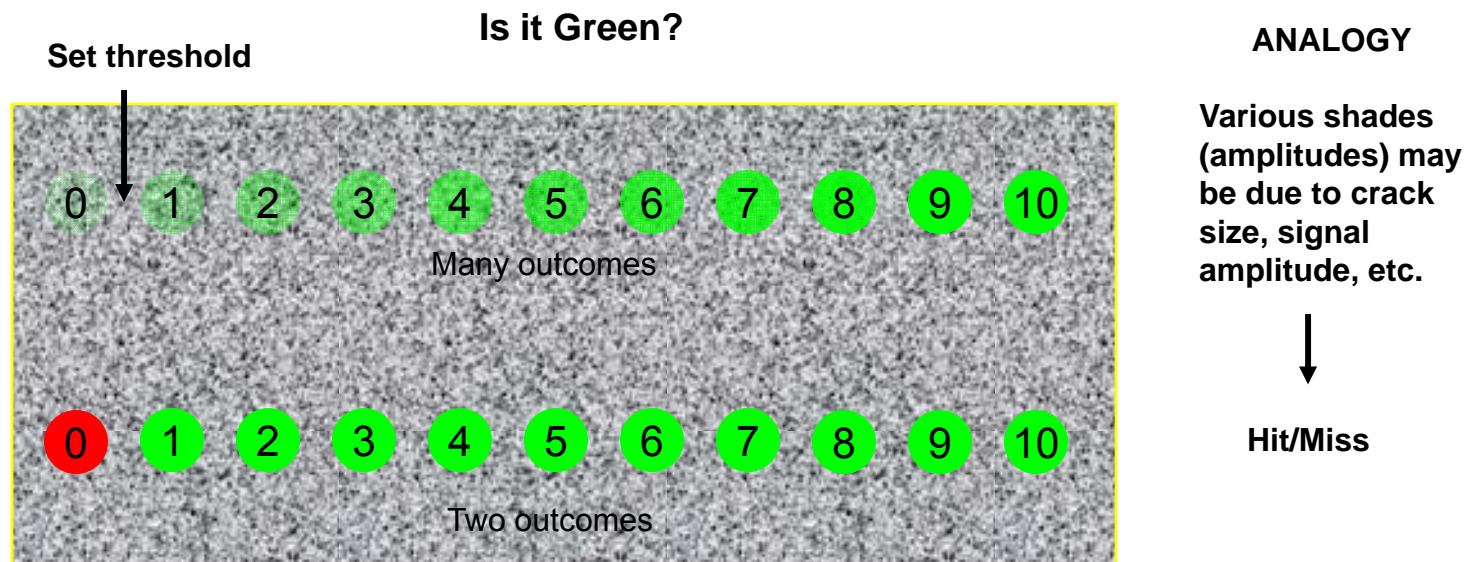 Is it Green?
Set threshold
0 1 2 3 4 5 6 7 8 9 10
Many outcomes
0 1 2 3 4 5 6 7 8 9 10
Two outcomes
ANALOGY
Various shades
(amplitudes) may
be due to crack
size, signal
amplitude, etc.
Hit/Miss